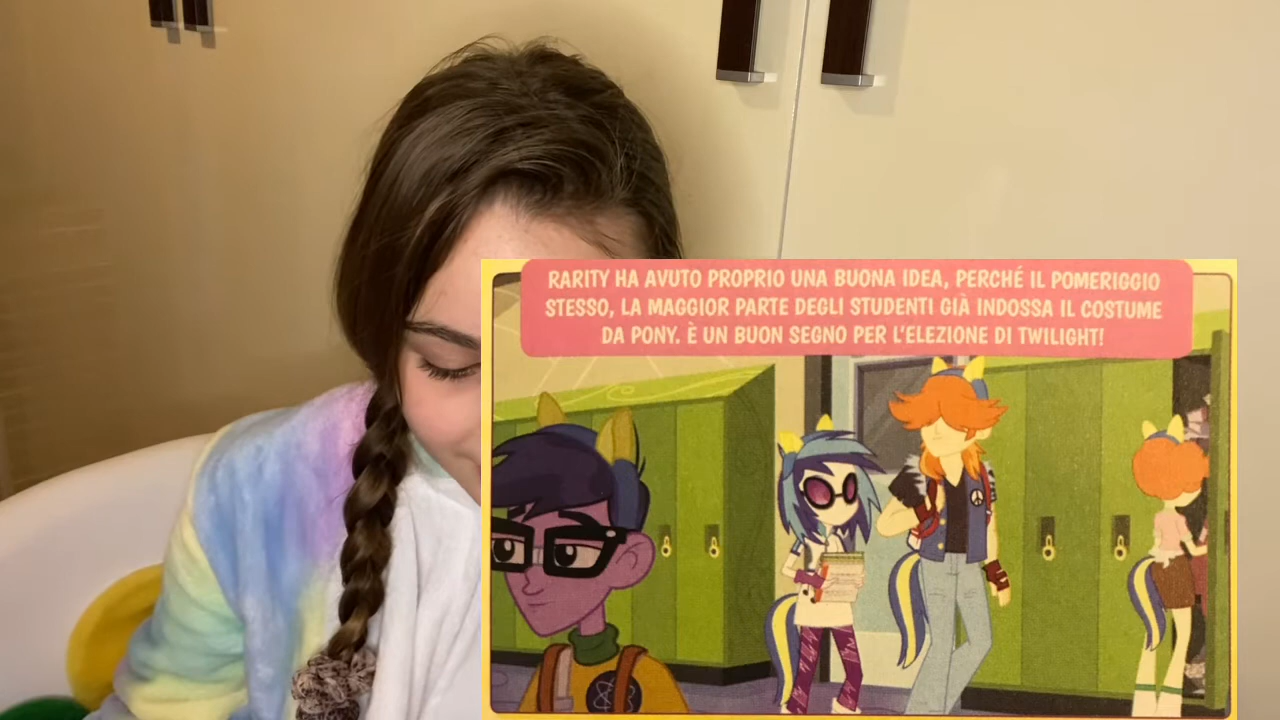 RARITY HA AVUTO PROPRIO UNA BUONA IDEA, PERCHÉ IL POMERIGGIO
STESSO, LA MAGGIOR PARTE DEGLI STUDENTI GIÀ INDOSSA IL COSTUME
DA PONY. È UN BUON SEGNO PER L'ELEZIONE DI TWILIGHT!